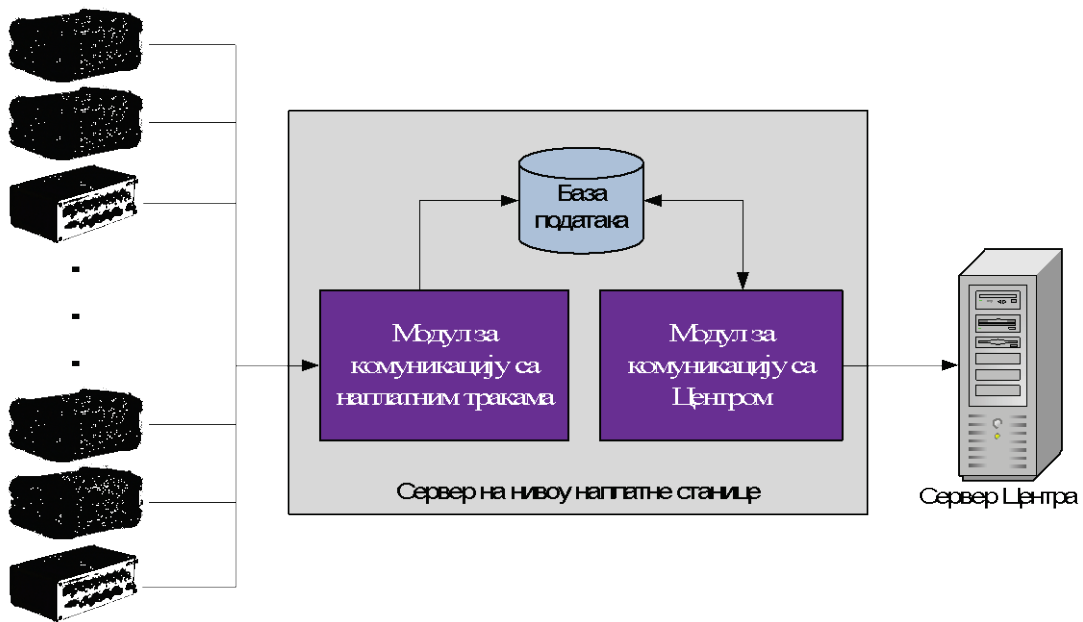 База
података
Модул за
комуникацију са
наплатним тракама
Модул за
комуникацију са
Центром
Сервер на нивоу наплатне станице
Сервер Центра